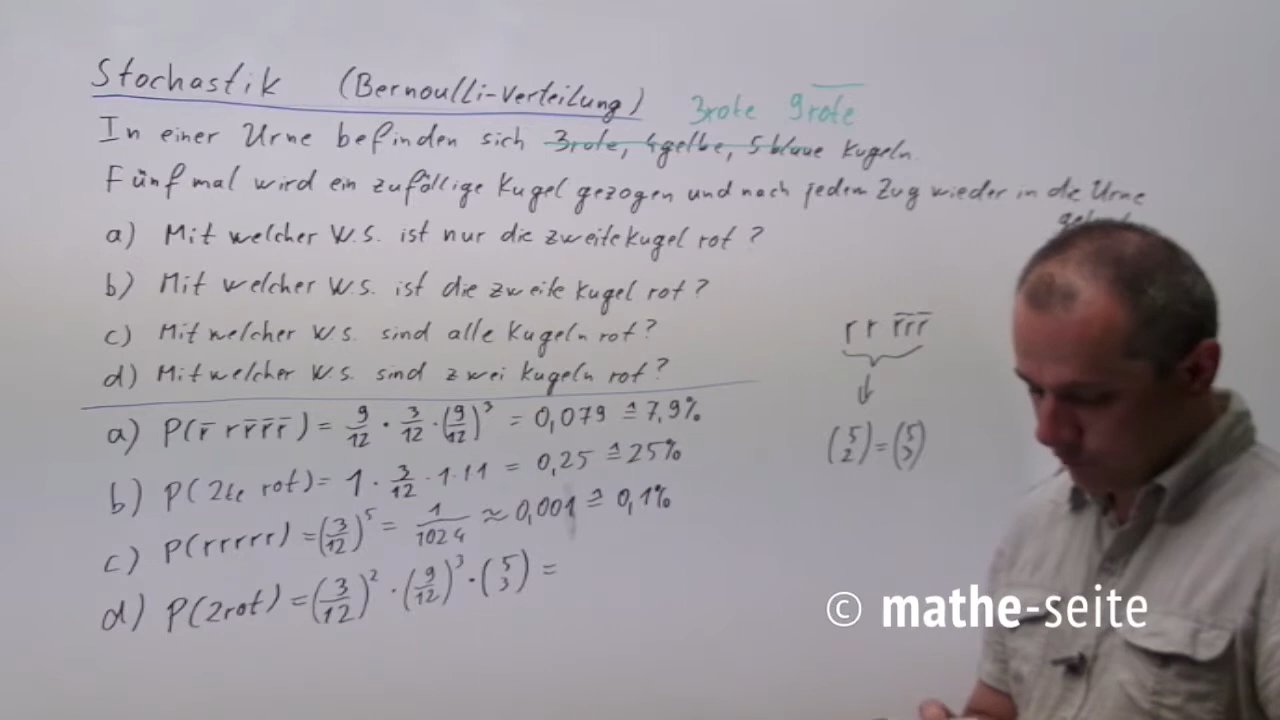 Stochastik (Bernoulli-Verteilung) 3rote 9r̅o̅t̅e̅
In einer Urne befinden sich 3rote, 4gelbe, 5blaue Kugeln.
Fünf mal wird ein zufällige Kugel gezogen und nach jedem Zug wieder in die Urne
a) Mit welcher W.S. ist nur die zweite Kugel rot?
b) Mit welcher W.S. ist die zweite Kugel rot?
c) Mit welcher W.S. sind alle Kugeln rot?
d) Mit welcher W.S. sind zwei Kugeln rot?
r r r̅r̅r̅
↓
(5 2) = (5 3)
a) P(r̅ r r̅r̅r̅) = 9/12 · 3/12 · (9/12)³ = 0,079 ≙ 7,9%
b) P(2te rot) = 1 · 3/12 · 1·1·1 = 0,25 ≙ 25%
c) P(rrrrr) = (3/12)⁵ = 1/1024 ≈ 0,001 ≙ 0,1%
d) P(2rot) = (3/12)² · (9/12)³ · (5 3) =
© mathe-seite